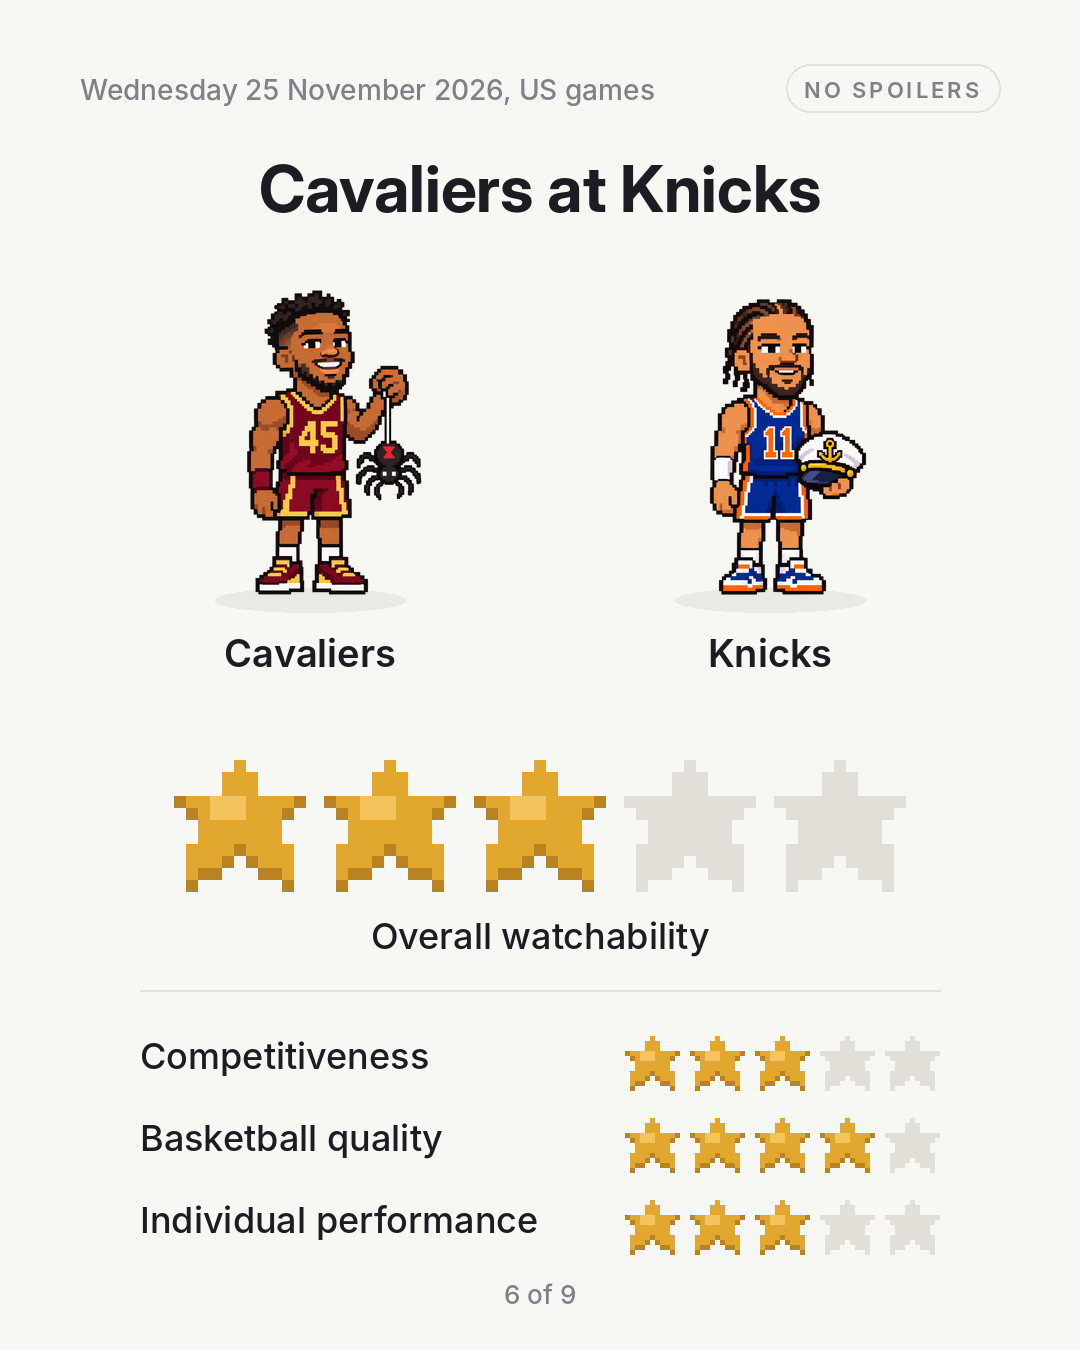 Wednesday 25 November 2026, US games
NO SPOILERS
Cavaliers at Knicks
45
11
Cavaliers
Knicks
Overall watchability
Competitiveness
Basketball quality
Individual performance
6 of 9